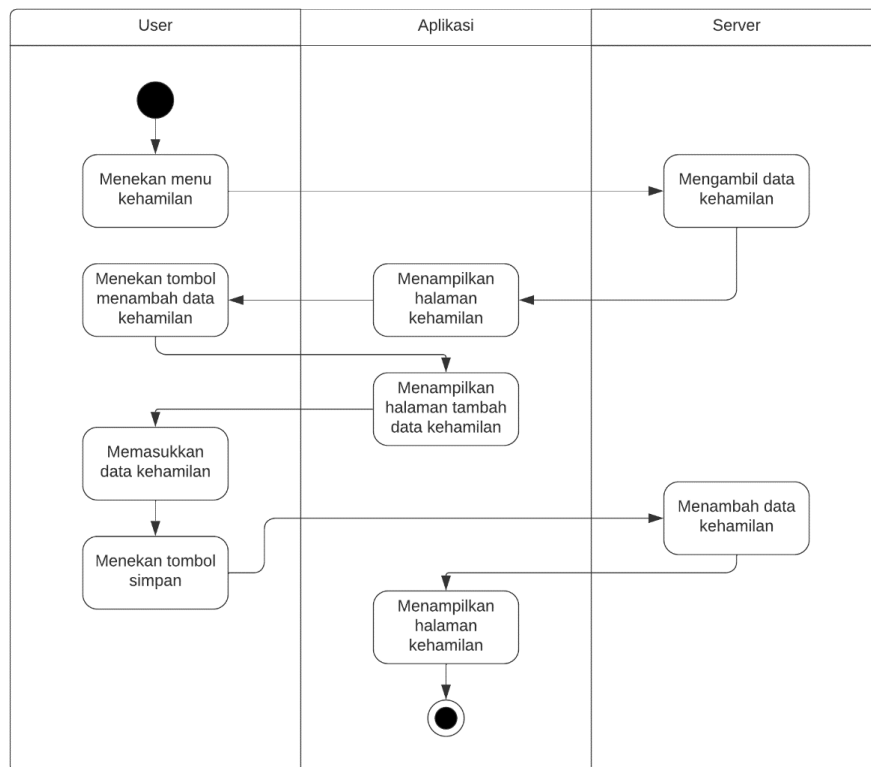 User
Aplikasi
Server
Menekan menu
kehamilan
Mengambil data
kehamilan
Menekan tombol
menambah data
kehamilan
Menampilkan
halaman
kehamilan
Menampilkan
halaman tambah
data kehamilan
Memasukkan
data kehamilan
Menambah data
kehamilan
Menekan tombol
simpan
Menampilkan
halaman
kehamilan